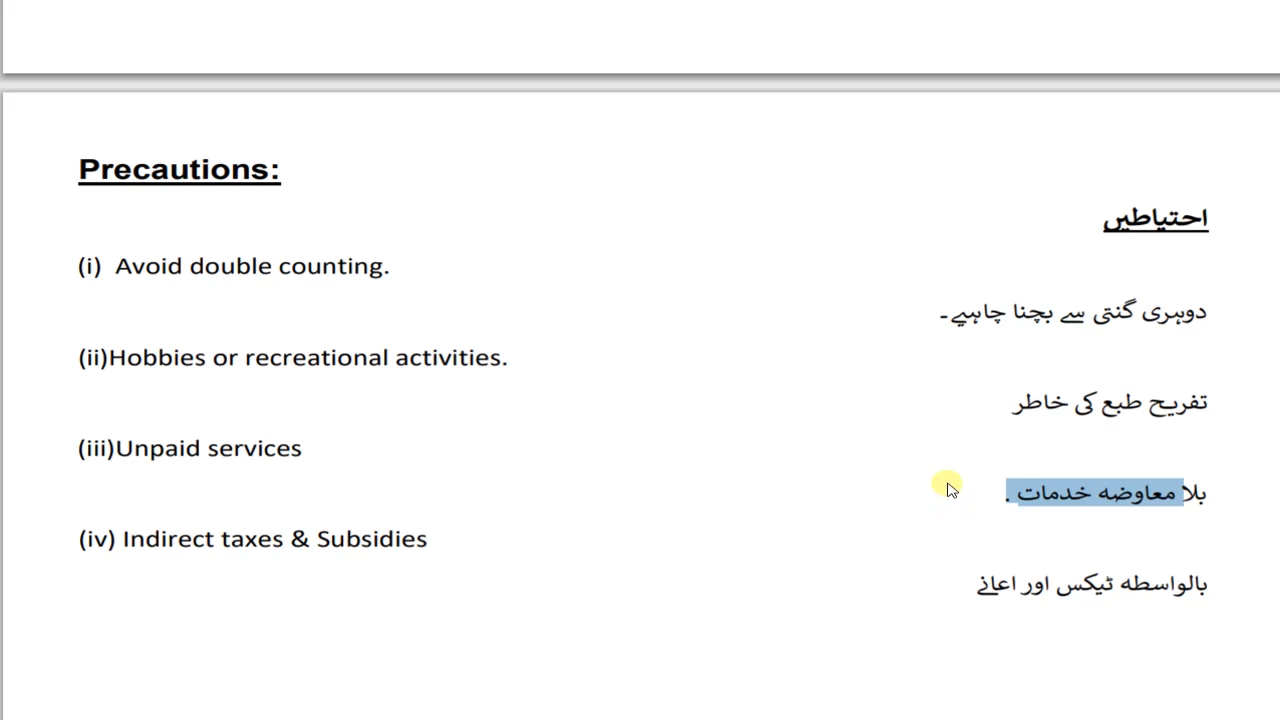 Precautions:
احتیاطیں
(i) Avoid double counting.
دوہری گنتی سے بچنا چاہیے۔
(ii)Hobbies or recreational activities.
تفریح طبع کی خاطر
(iii)Unpaid services
بلا معاوضہ خدمات .
(iv) Indirect taxes & Subsidies
بالواسطہ ٹیکس اور اعانے